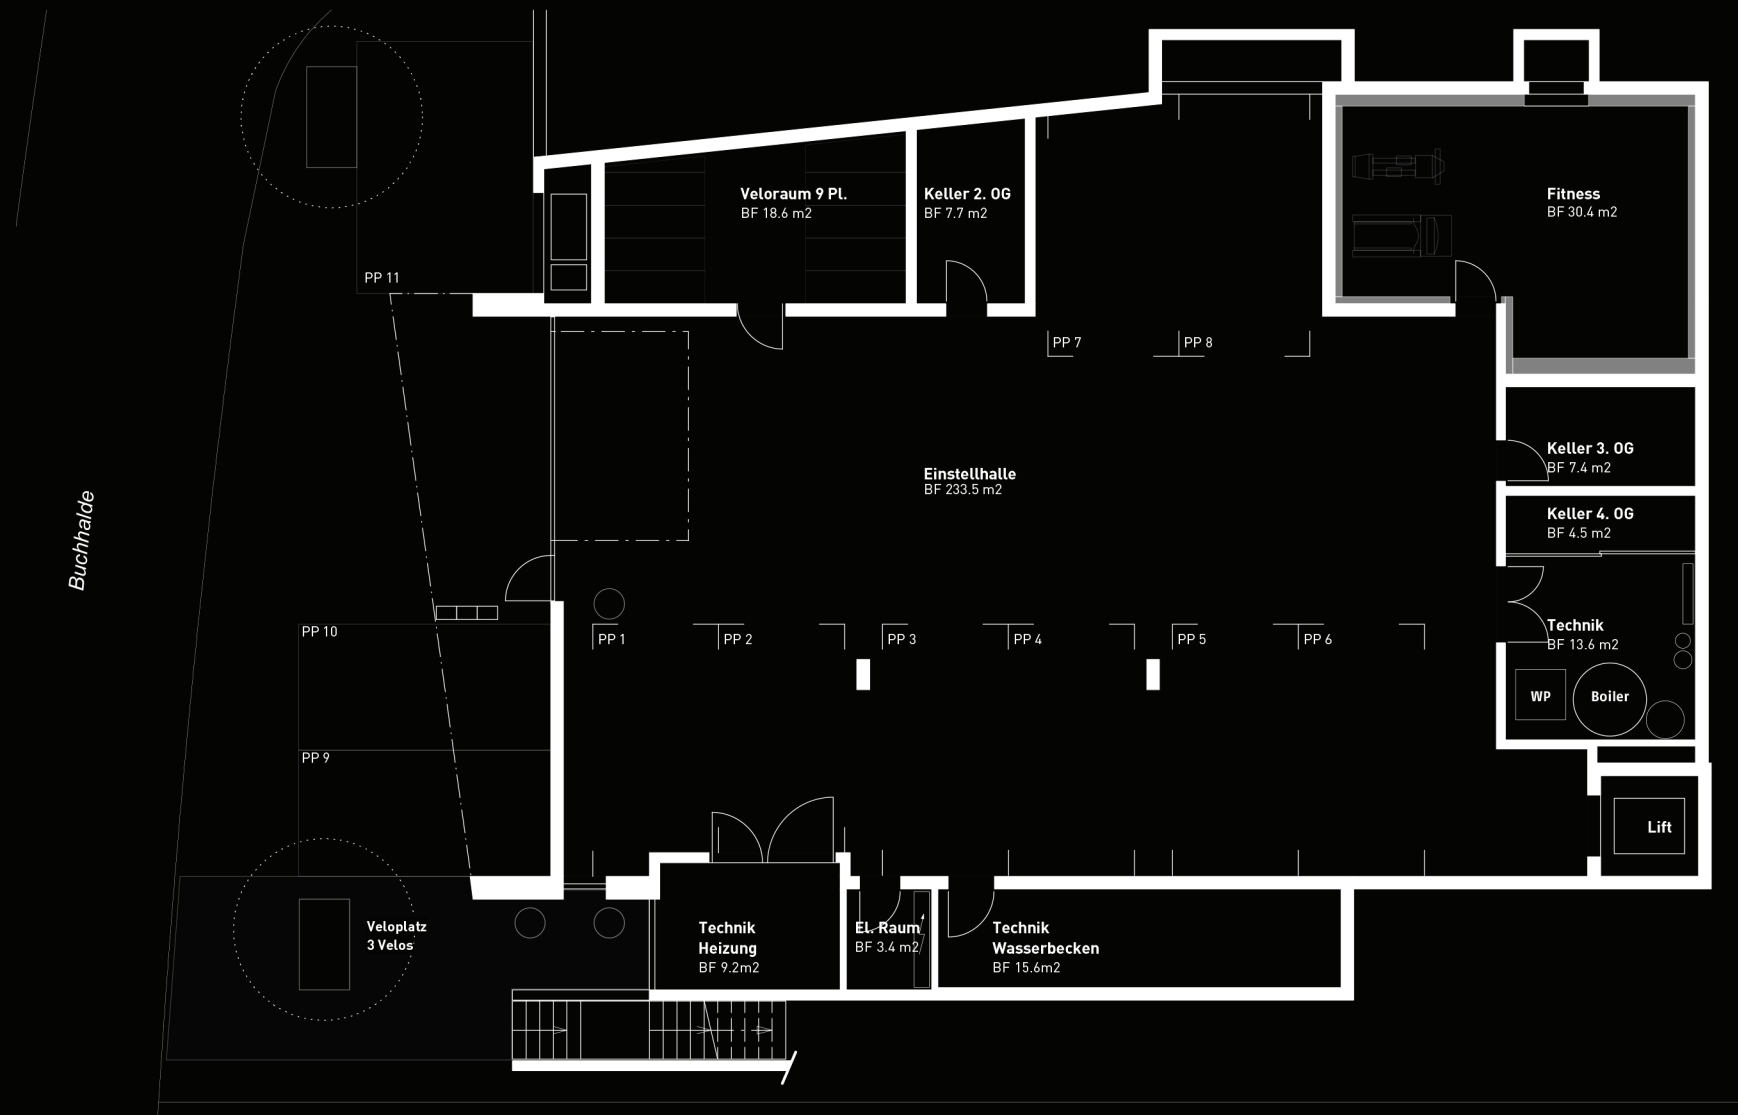 Veloraum 9 Pl.
BF 18.6 m2
Keller 2. OG
BF 7.7 m2
Fitness
BF 30.4 m2
PP 11
PP 7
PP 8
Einstellhalle
BF 233.5 m2
Keller 3. OG
BF 7.4 m2
Keller 4. OG
BF 4.5 m2
Buchhalde
PP 10
PP 1
PP 2
PP 3
PP 4
PP 5
PP 6
Technik
BF 13.6 m2
WP
Boiler
PP 9
Lift
Veloplatz
3 Velos
Technik
Heizung
BF 9.2m2
El. Raum
BF 3.4 m2
Technik
Wasserbecken
BF 15.6m2